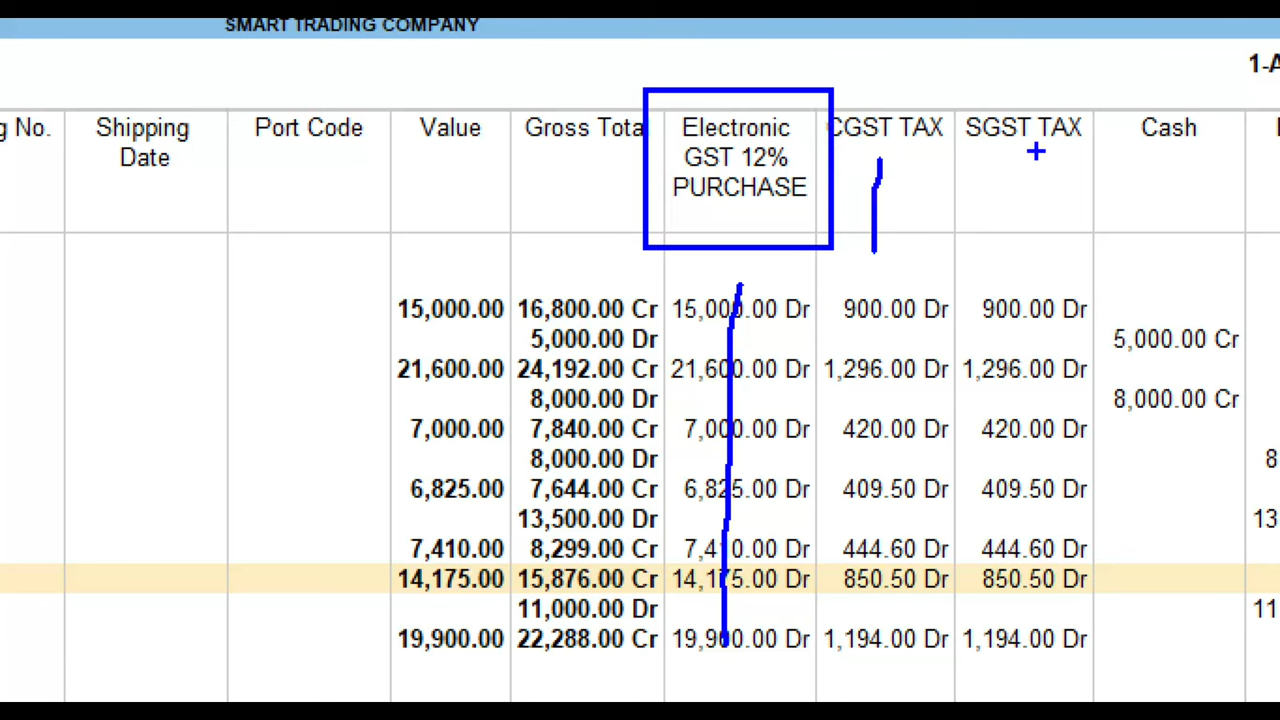 SMART TRADING COMPANY
1-A
g No. Shipping Date Port Code Value Gross Tota Electronic GST 12% PURCHASE CGST TAX SGST TAX Cash
15,000.00 16,800.00 Cr 15,000.00 Dr 900.00 Dr 900.00 Dr
5,000.00 Dr 5,000.00 Cr
21,600.00 24,192.00 Cr 21,600.00 Dr 1,296.00 Dr 1,296.00 Dr
8,000.00 Dr 8,000.00 Cr
7,000.00 7,840.00 Cr 7,000.00 Dr 420.00 Dr 420.00 Dr
8,000.00 Dr 8
6,825.00 7,644.00 Cr 6,825.00 Dr 409.50 Dr 409.50 Dr
13,500.00 Dr 13
7,410.00 8,299.00 Cr 7,410.00 Dr 444.60 Dr 444.60 Dr
14,175.00 15,876.00 Cr 14,175.00 Dr 850.50 Dr 850.50 Dr
11,000.00 Dr 11
19,900.00 22,288.00 Cr 19,900.00 Dr 1,194.00 Dr 1,194.00 Dr